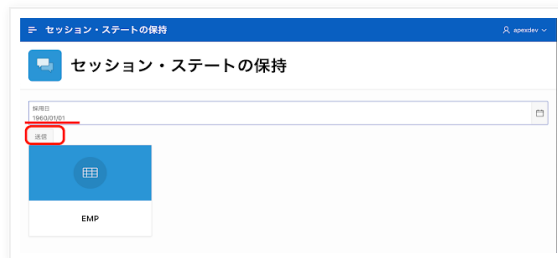 セッション・ステートの保持
apexdev
セッション・ステートの保持
採用日
1960/01/01
送信
EMP